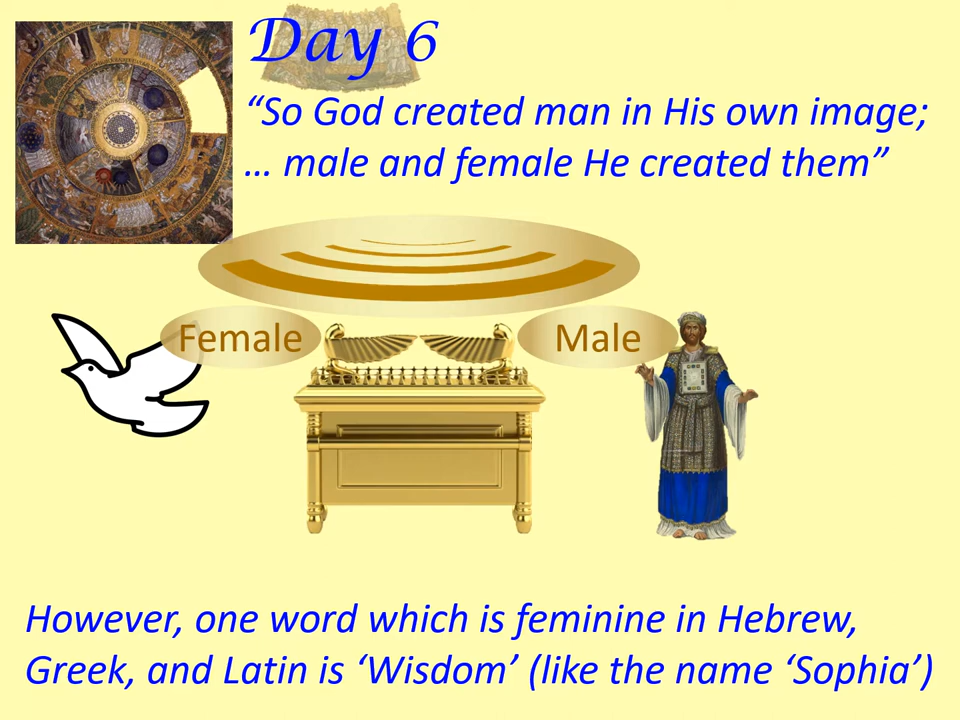 Day 6
“So God created man in His own image;
... male and female He created them”
Female
Male
However, one word which is feminine in Hebrew,
Greek, and Latin is ‘Wisdom’ (like the name ‘Sophia’)